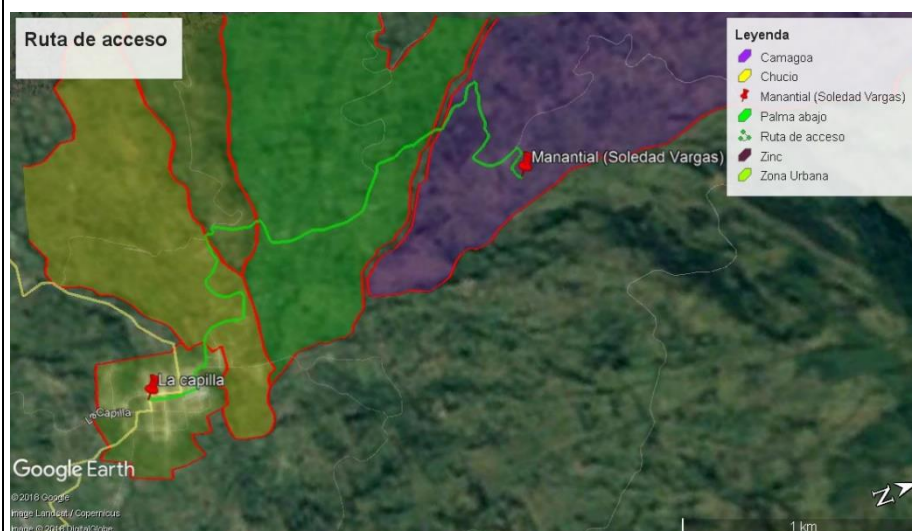 Ruta de acceso
Leyenda
Camagoa
Chucio
Manantial (Soledad Vargas)
Palma abajo
Ruta de acceso
Zinc
Zona Urbana
Manantial (Soledad Vargas)
La capilla
La Capilla
Google Earth
© 2018 Google
Image Landsat / Copernicus
Image © 2018 DigitalGlobe
1 km
N